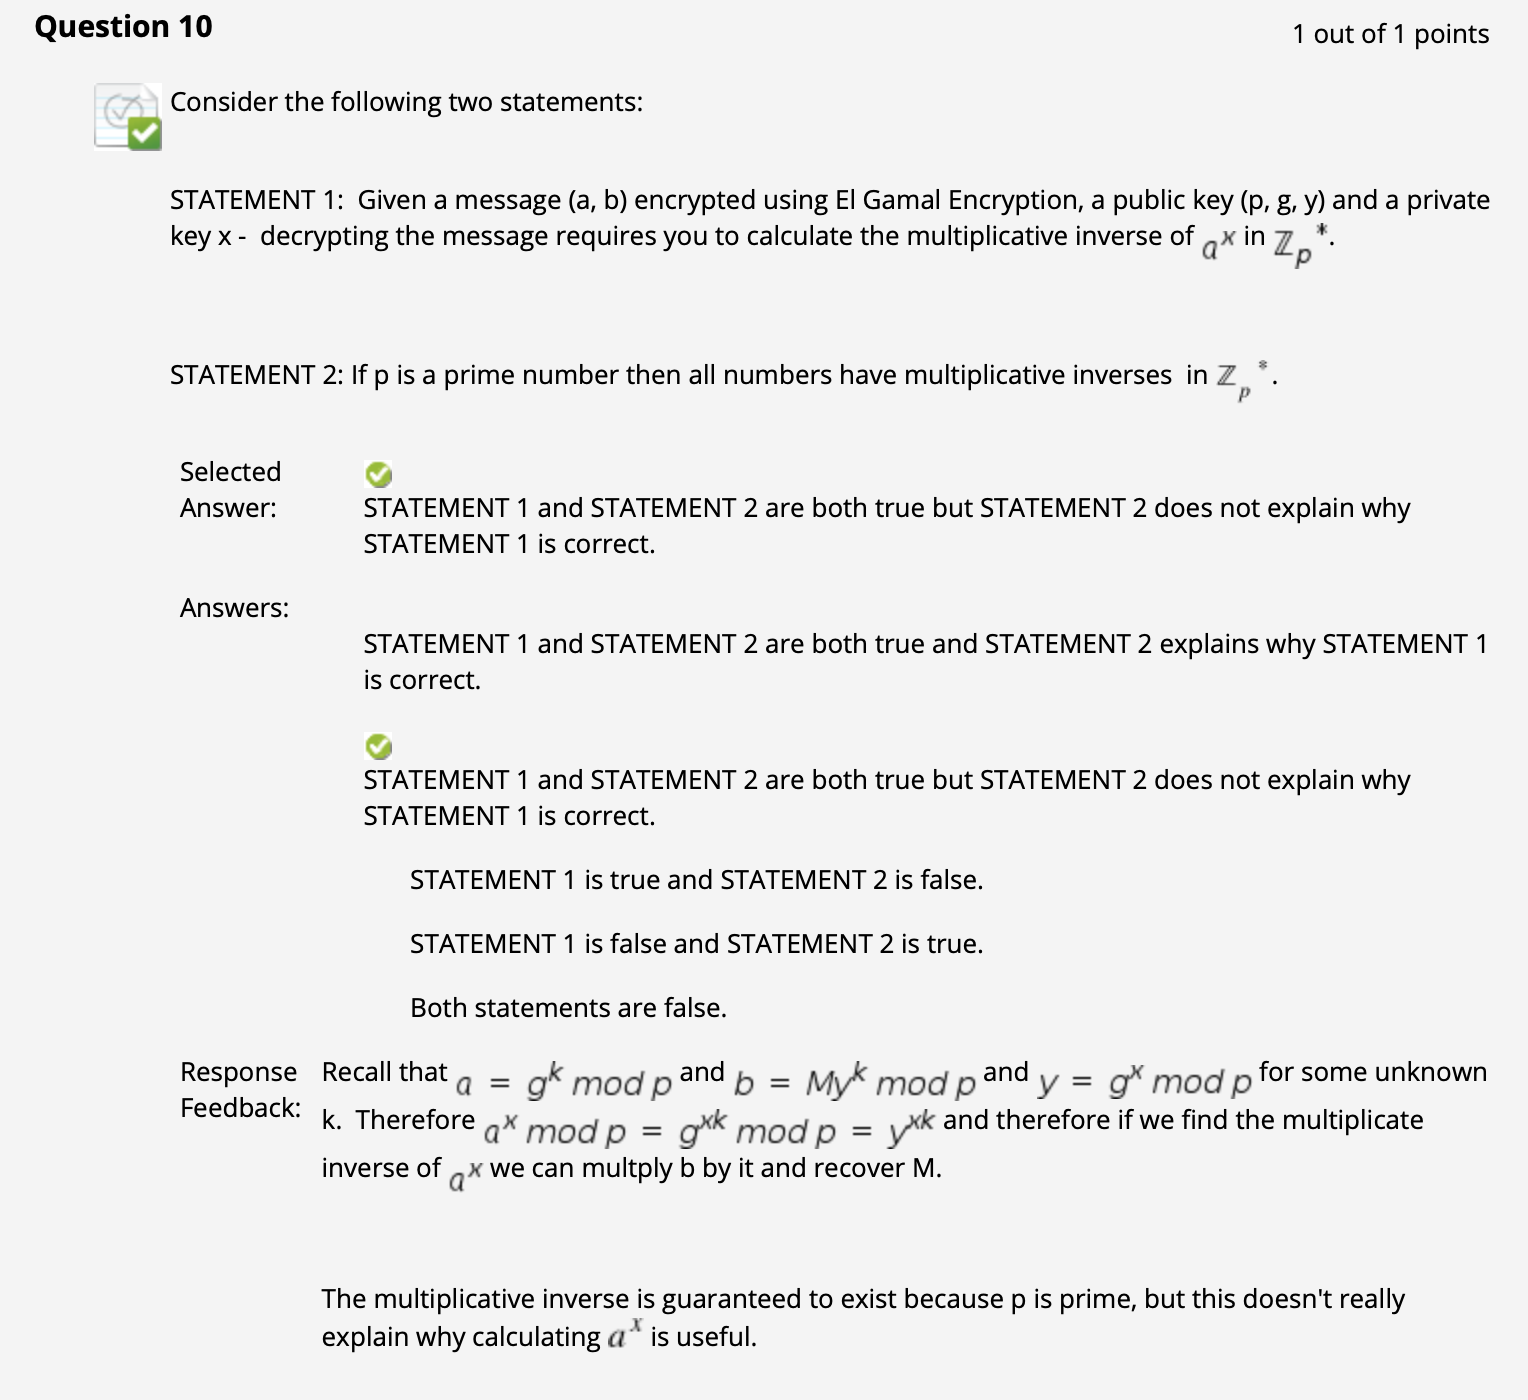 Question 10
1 out of 1 points
Consider the following two statements:
STATEMENT 1:  Given a message (a, b) encrypted using El Gamal Encryption, a public key (p, g, y) and a private
key x -  decrypting the message requires you to calculate the multiplicative inverse of a^x in ℤ_p*.
STATEMENT 2: If p is a prime number then all numbers have multiplicative inverses  in ℤ_p*.
Selected
Answer:
STATEMENT 1 and STATEMENT 2 are both true but STATEMENT 2 does not explain why
STATEMENT 1 is correct.
Answers:
STATEMENT 1 and STATEMENT 2 are both true and STATEMENT 2 explains why STATEMENT 1
is correct.
STATEMENT 1 and STATEMENT 2 are both true but STATEMENT 2 does not explain why
STATEMENT 1 is correct.
STATEMENT 1 is true and STATEMENT 2 is false.
STATEMENT 1 is false and STATEMENT 2 is true.
Both statements are false.
Response
Feedback:
Recall that a = g^k mod p and b = My^k mod p and y = g^x mod p for some unknown
k.  Therefore a^x mod p = g^xk mod p = y^xk and therefore if we find the multiplicate
inverse of a^x we can multply b by it and recover M.
The multiplicative inverse is guaranteed to exist because p is prime, but this doesn't really
explain why calculating a^x is useful.